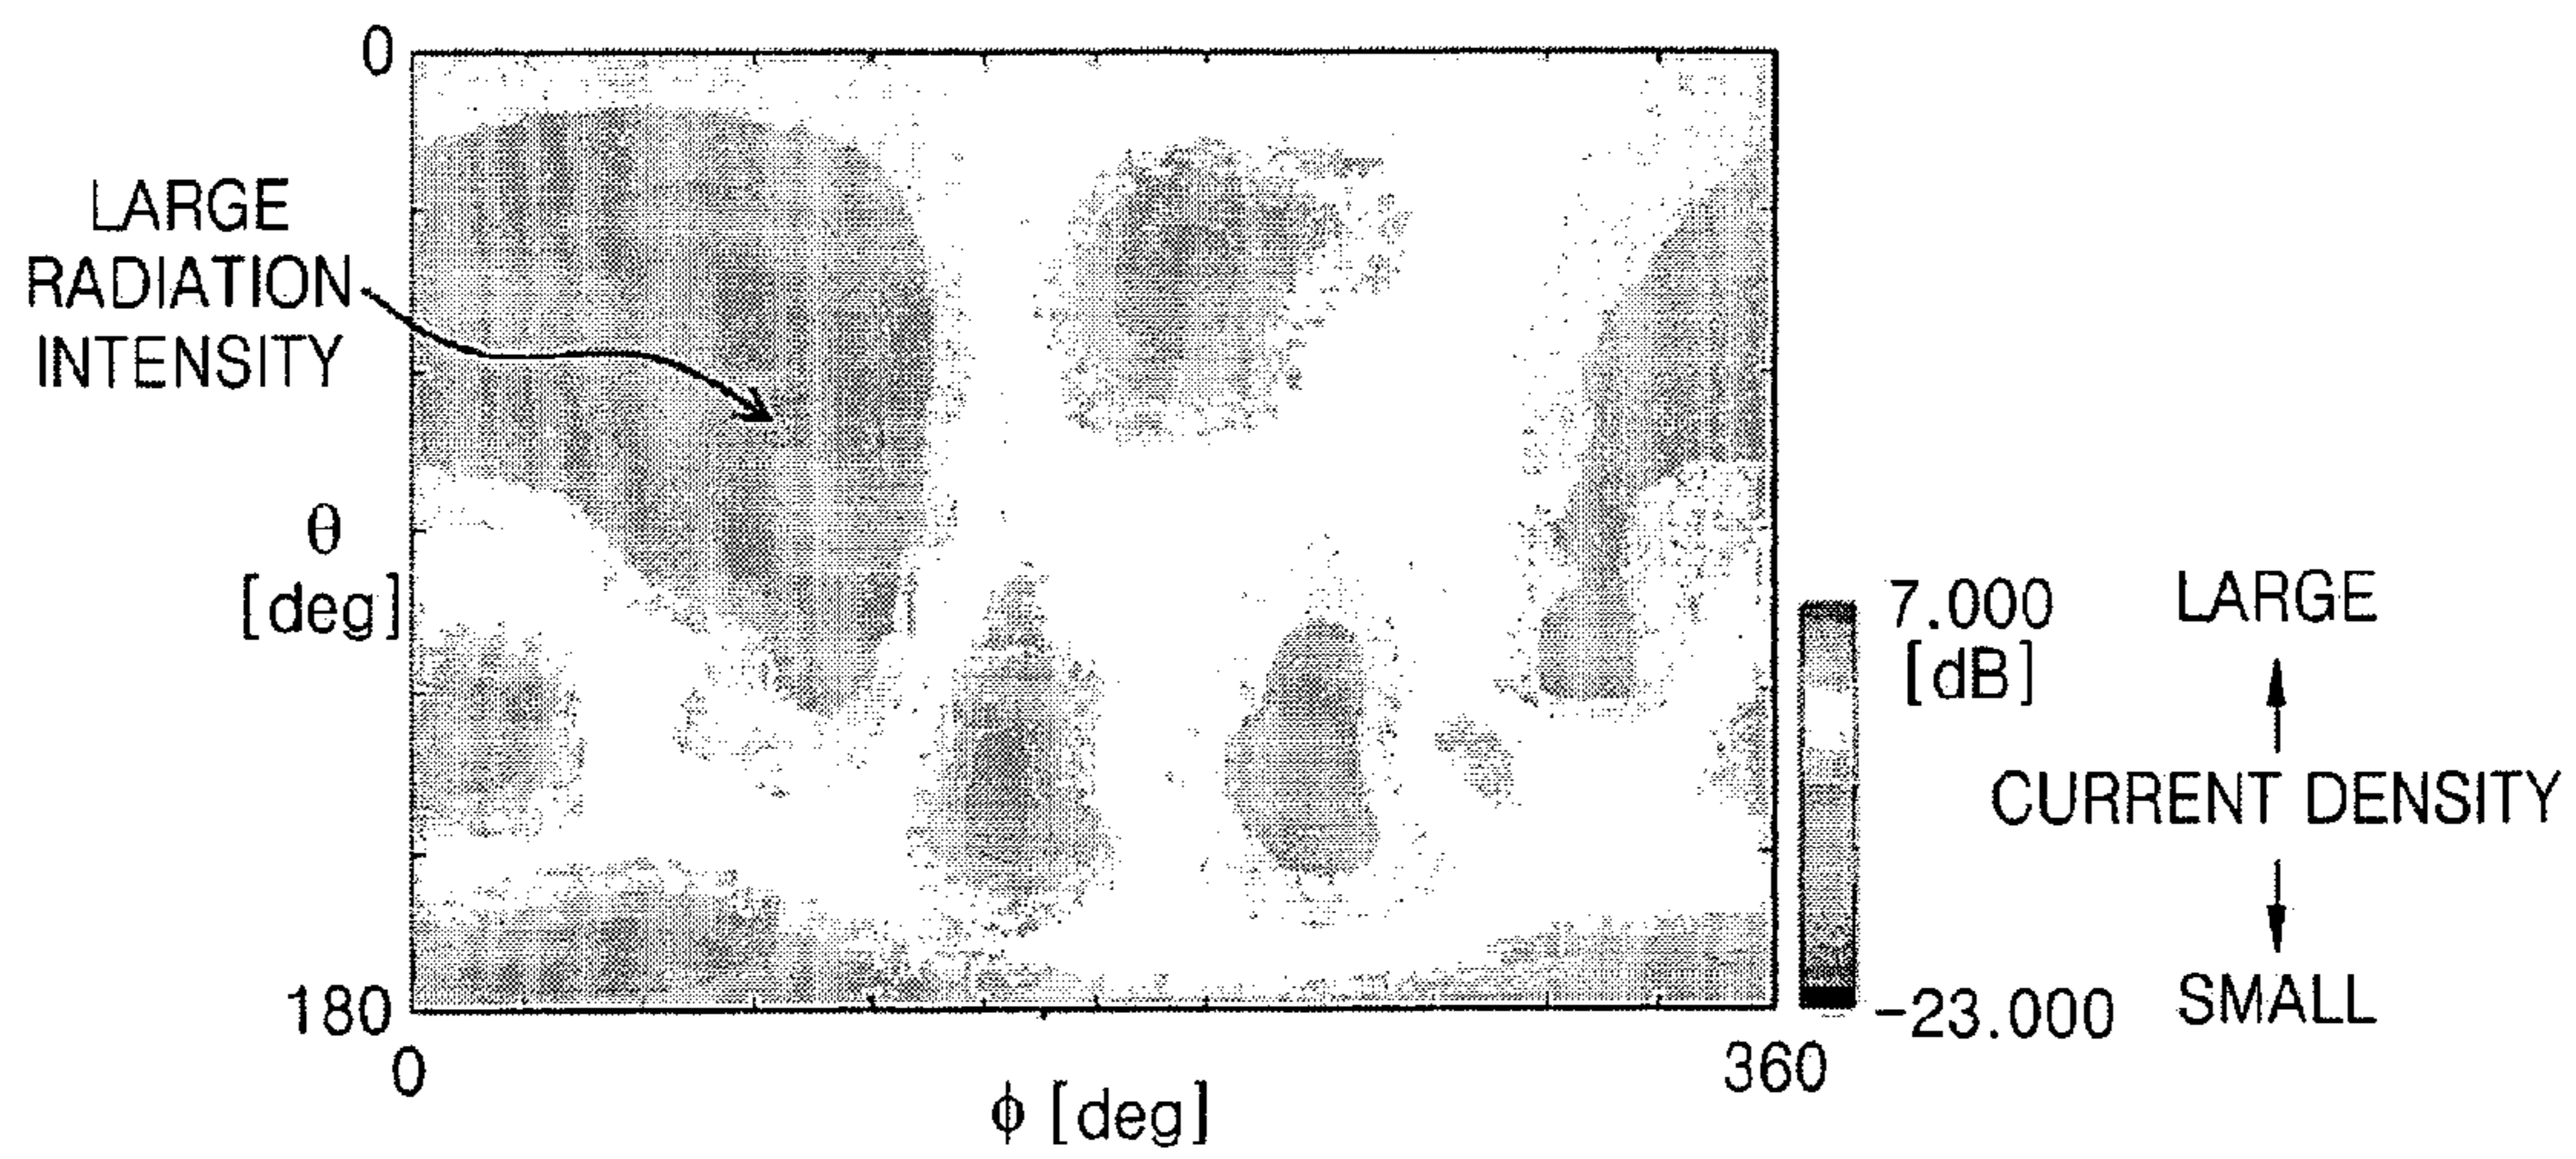 0
LARGE
RADIATION
INTENSITY
θ
[deg]
180
0
360
ϕ [deg]
7.000
[dB]
-23.000
LARGE
CURRENT DENSITY
SMALL